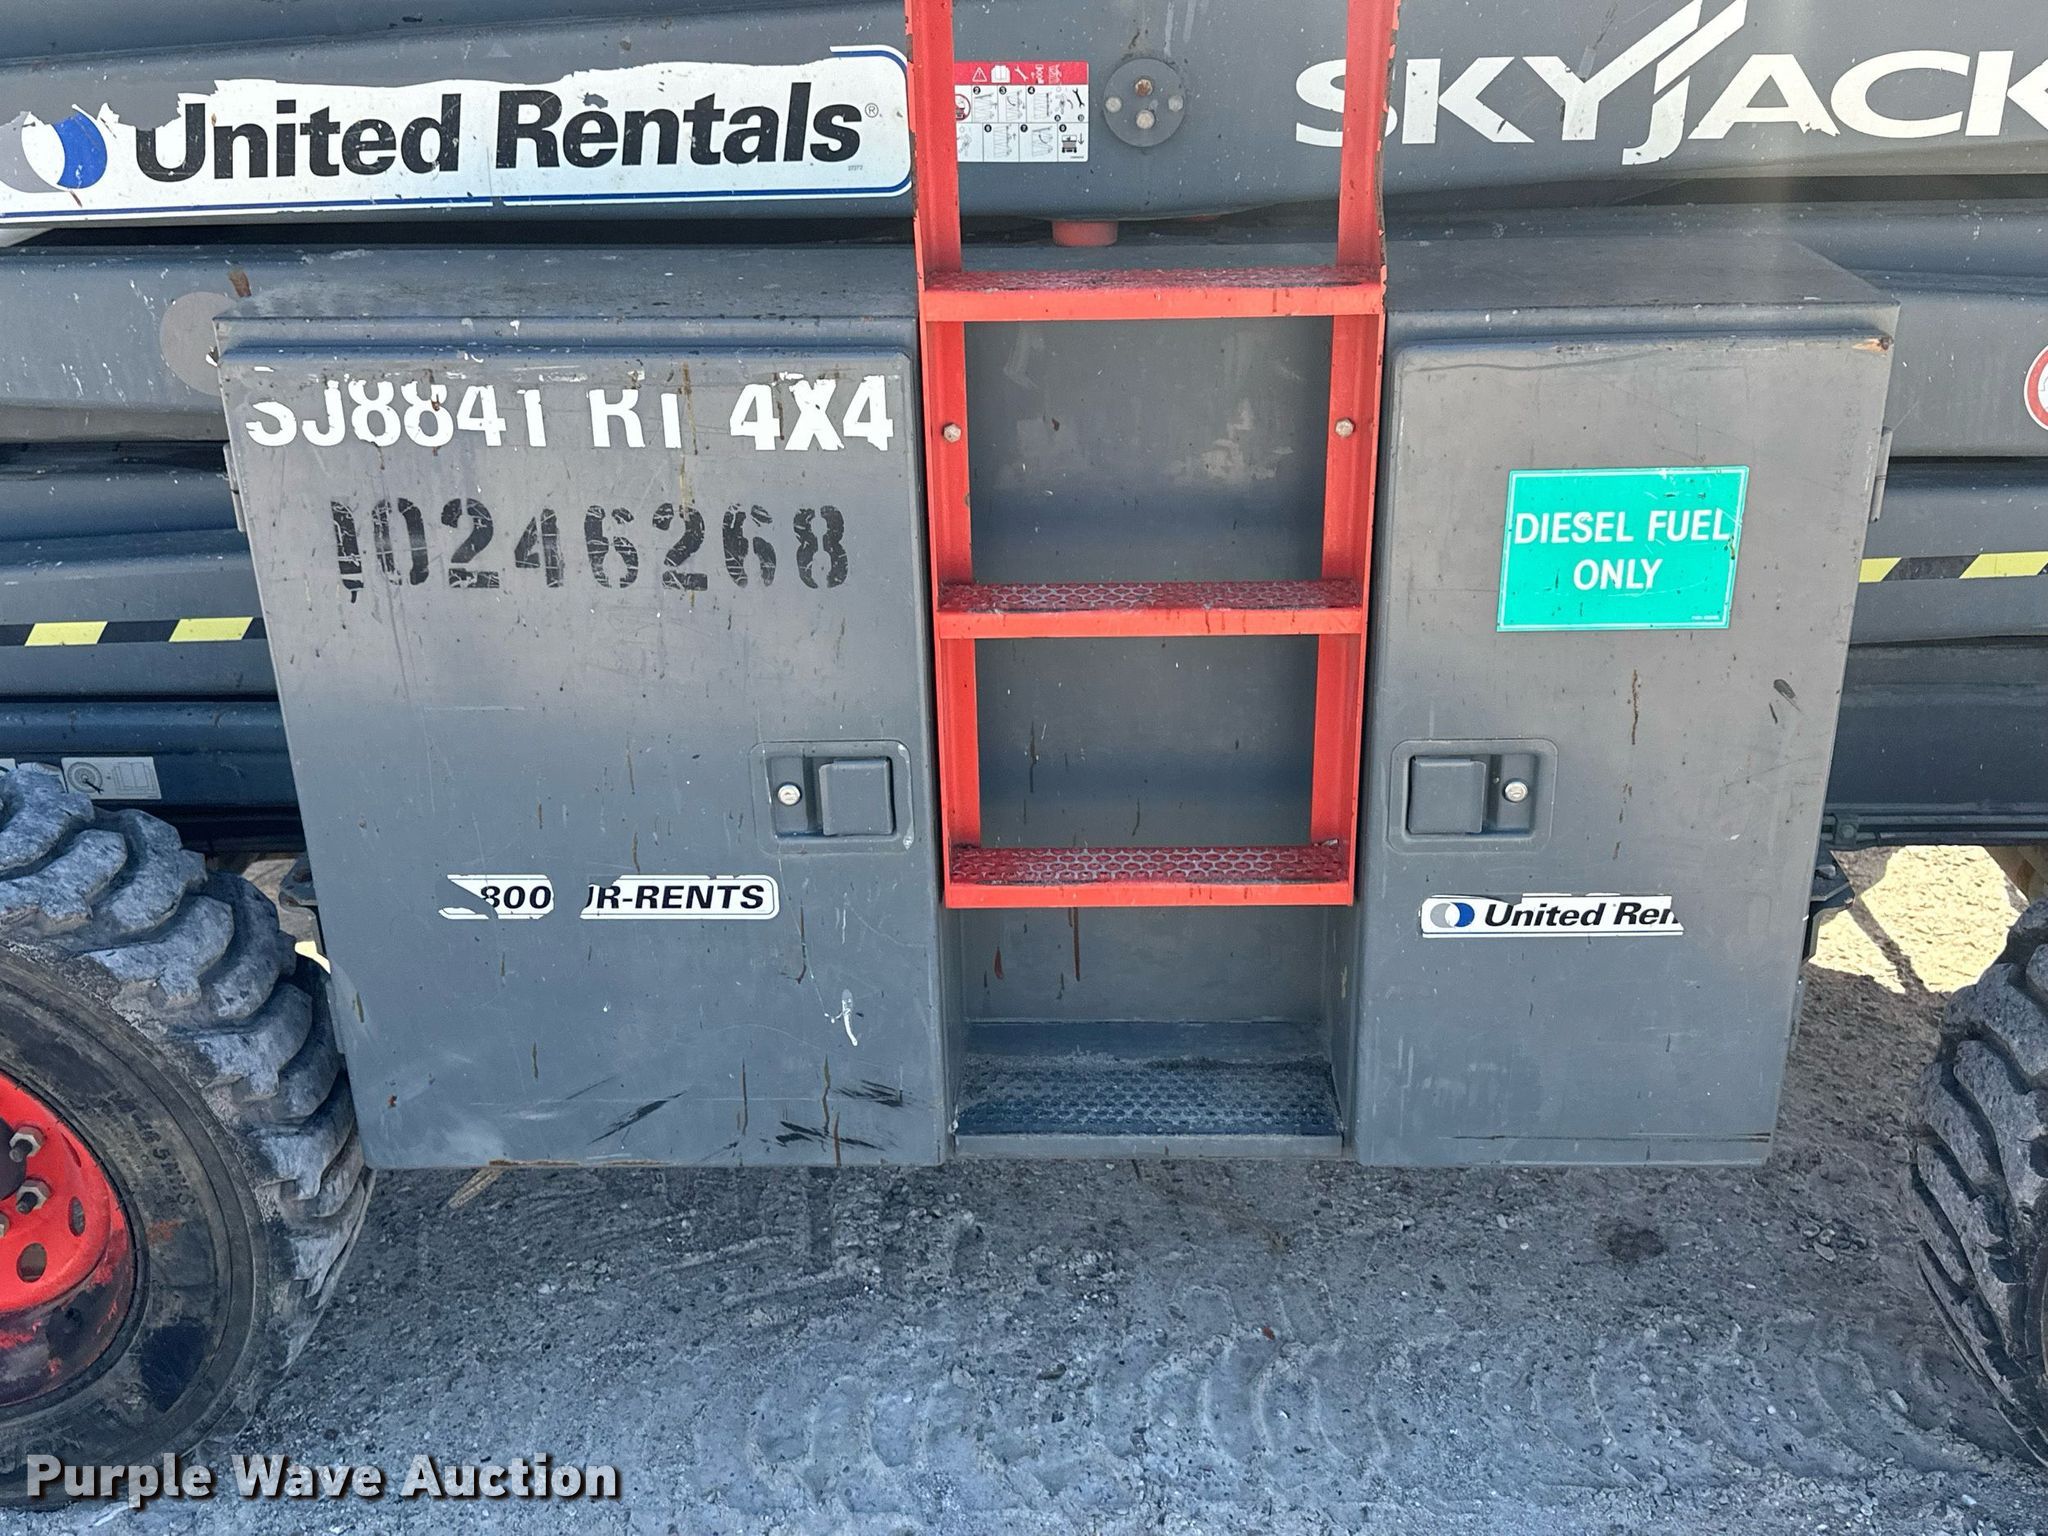 United Rentals®
SKYJACK
SJ8841 RT 4X4
10246268
DIESEL FUEL
ONLY
800 UR-RENTS
United Ren
Purple Wave Auction